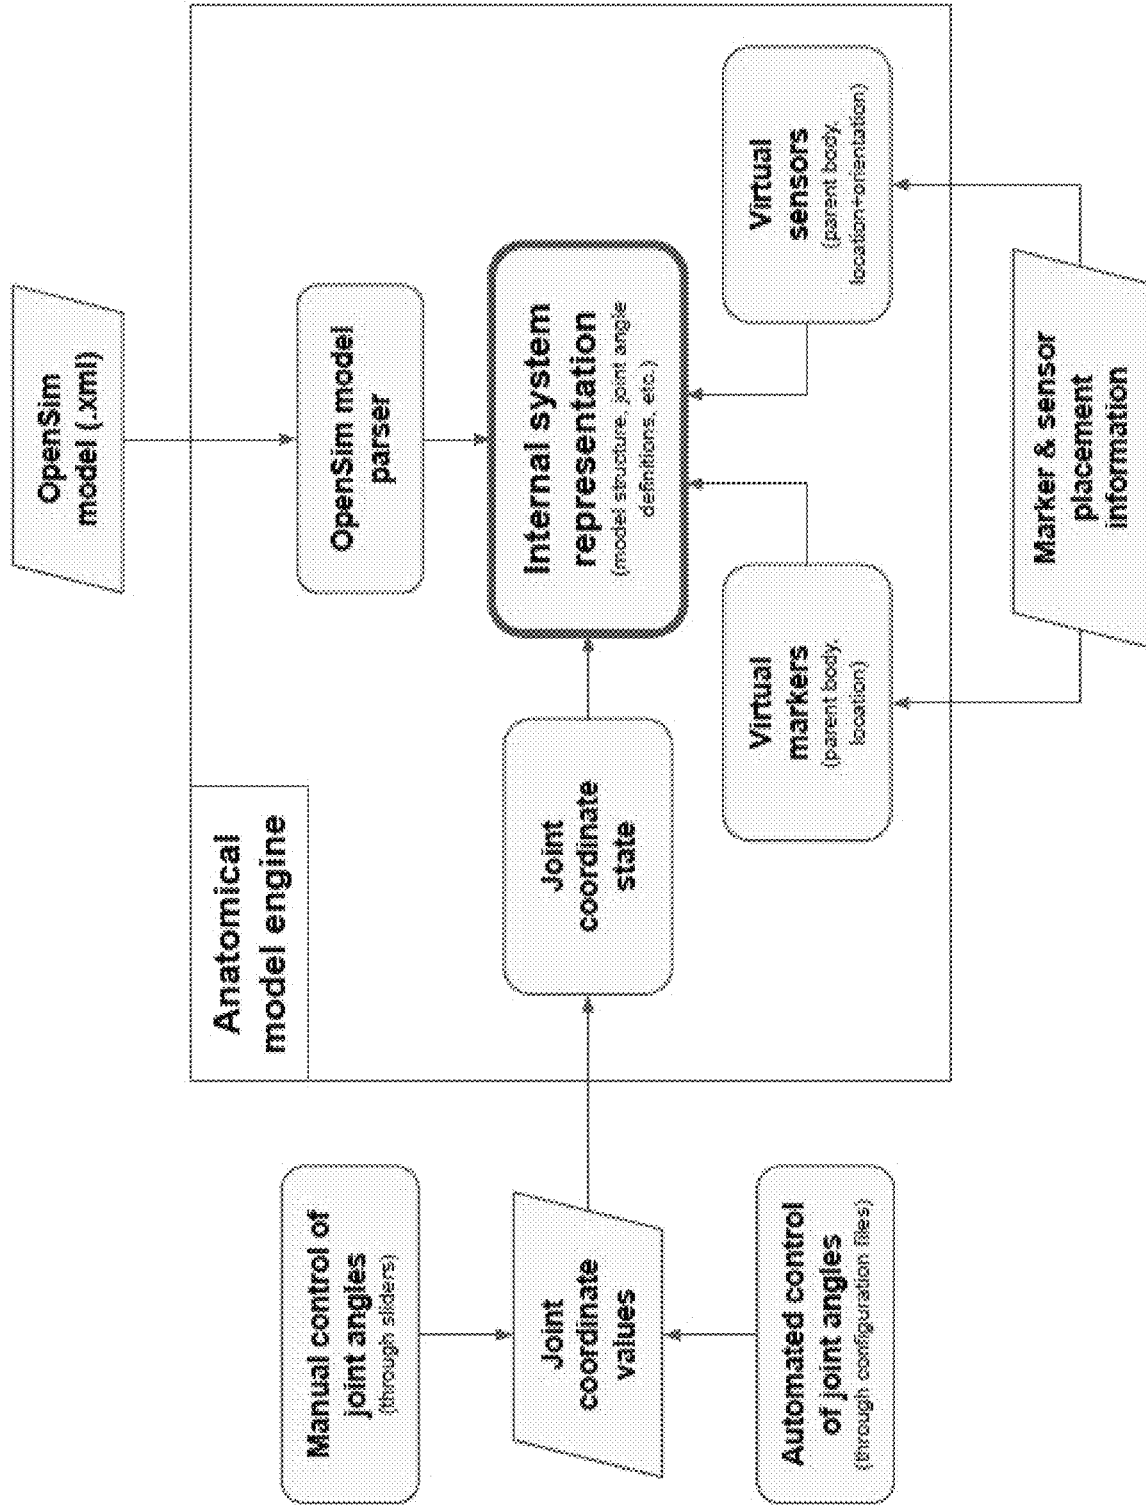 OpenSim
model (.xml)
Anatomical
model engine
OpenSim model
parser
Manual control of
joint angles
(through sliders)
Joint
coordinate
values
Joint
coordinate
state
Internal system
representation
(model structure, joint angle
definitions, etc.)
Automated control
of joint angles
(through configuration files)
Virtual
markers
(parent body,
location)
Virtual
sensors
(parent body,
location+orientation)
Marker & sensor
placement
information